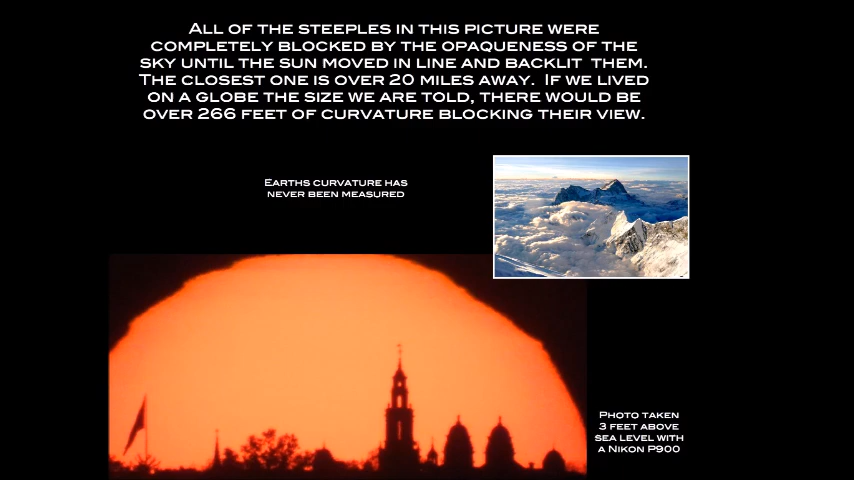 All of the steeples in this picture were
completely blocked by the opaqueness of the
sky until the sun moved in line and backlit them.
The closest one is over 20 miles away. If we lived
on a globe the size we are told, there would be
over 266 feet of curvature blocking their view.
Earths curvature has
never been measured
Photo taken
3 feet above
sea level with
a Nikon P900